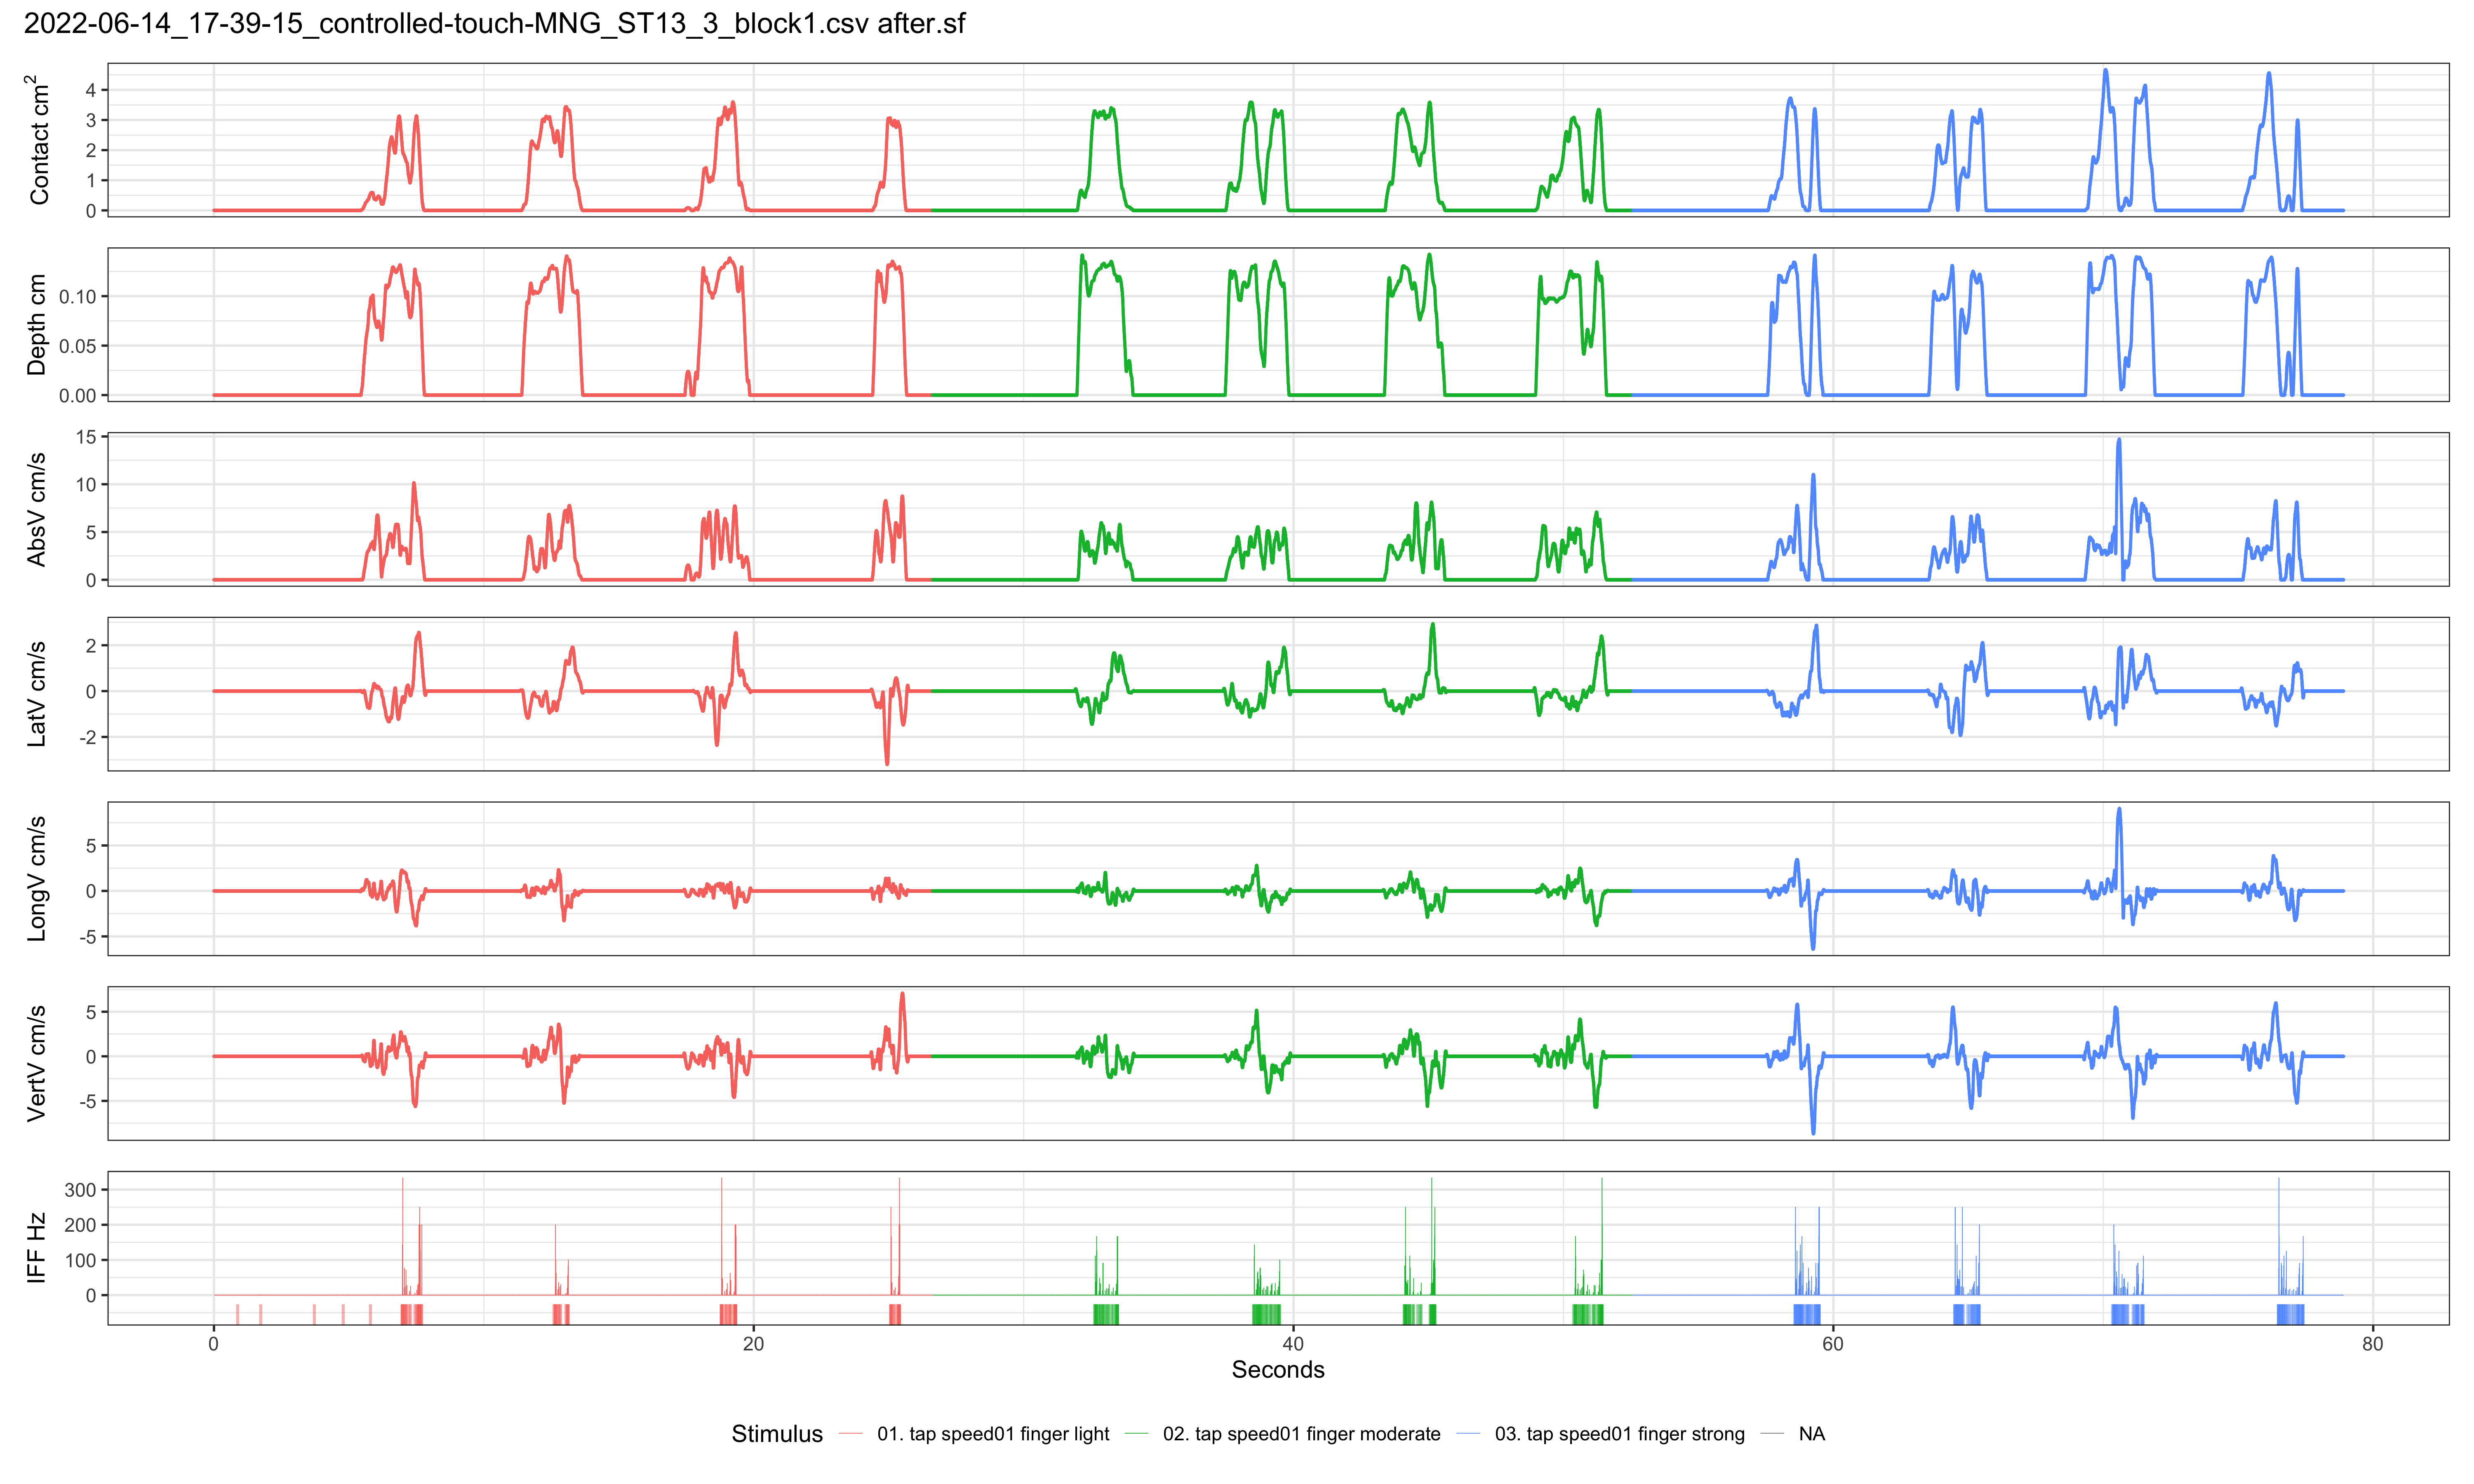 2022-06-14_17-39-15_controlled-touch-MNG_ST13_3_block1.csv after.sf
Contact cm²
4
3
2
1
0
Depth cm
0.10
0.05
0.00
AbsV cm/s
15
10
5
0
LatV cm/s
2
0
-2
LongV cm/s
5
0
-5
VertV cm/s
5
0
-5
IFF Hz
300
200
100
0
0 20 40 60 80
Seconds
Stimulus 01. tap speed01 finger light 02. tap speed01 finger moderate 03. tap speed01 finger strong NA